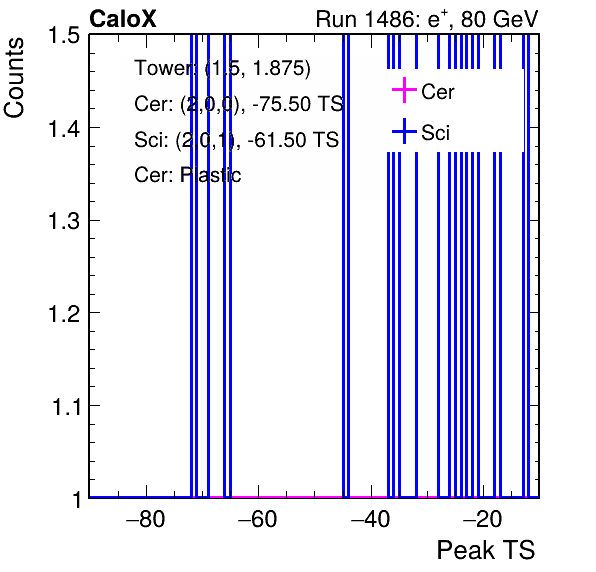 CaloX Run 1486: e+, 80 GeV
Counts
1.5
1.4
1.3
1.2
1.1
1
Tower: (1.5, 1.875)
Cer: (2,0,0), -75.50 TS
Sci: (2,0,1), -61.50 TS
Cer: Plastic
Cer
Sci
−80 −60 −40 −20
Peak TS